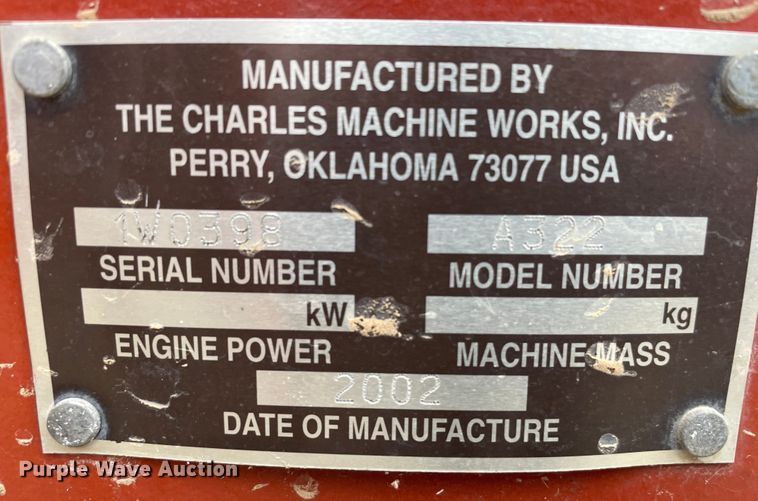 MANUFACTURED BY
THE CHARLES MACHINE WORKS, INC.
PERRY, OKLAHOMA 73077 USA
1W0398 A322
SERIAL NUMBER MODEL NUMBER
kW kg
ENGINE POWER MACHINE MASS
2002
DATE OF MANUFACTURE
Purple Wave Auction